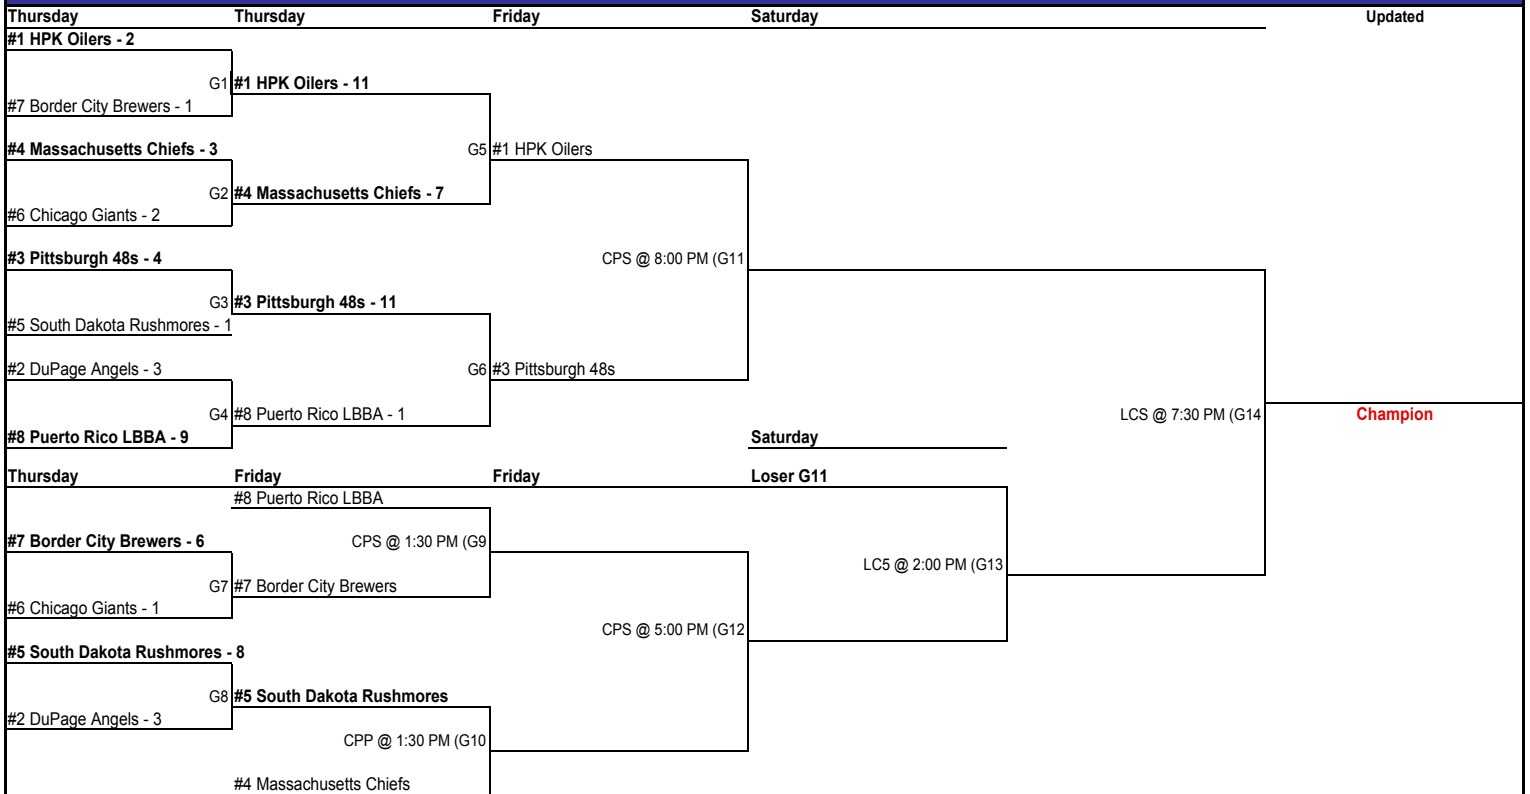 Thursday Thursday Friday Saturday Updated
#1 HPK Oilers - 2
G1 #1 HPK Oilers - 11
#7 Border City Brewers - 1
#4 Massachusetts Chiefs - 3 G5 #1 HPK Oilers
G2 #4 Massachusetts Chiefs - 7
#6 Chicago Giants - 2
#3 Pittsburgh 48s - 4 CPS @ 8:00 PM (G11
G3 #3 Pittsburgh 48s - 11
#5 South Dakota Rushmores - 1
#2 DuPage Angels - 3 G6 #3 Pittsburgh 48s
G4 #8 Puerto Rico LBBA - 1 LCS @ 7:30 PM (G14 Champion
#8 Puerto Rico LBBA - 9 Saturday
Thursday Friday Friday Loser G11
#8 Puerto Rico LBBA
#7 Border City Brewers - 6 CPS @ 1:30 PM (G9
LC5 @ 2:00 PM (G13
G7 #7 Border City Brewers
#6 Chicago Giants - 1
CPS @ 5:00 PM (G12
#5 South Dakota Rushmores - 8
G8 #5 South Dakota Rushmores
#2 DuPage Angels - 3
CPP @ 1:30 PM (G10
#4 Massachusetts Chiefs